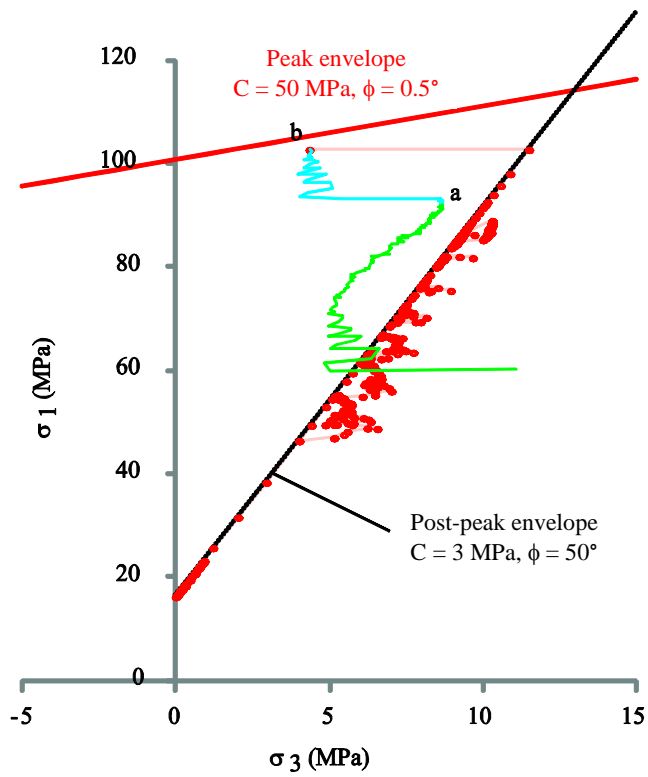 120
Peak envelope
C = 50 MPa, ϕ = 0.5°
b
100
a
80
60
σ 1 (MPa)
40
Post-peak envelope
C = 3 MPa, ϕ = 50°
20
0
-5 0 5 10 15
σ 3 (MPa)